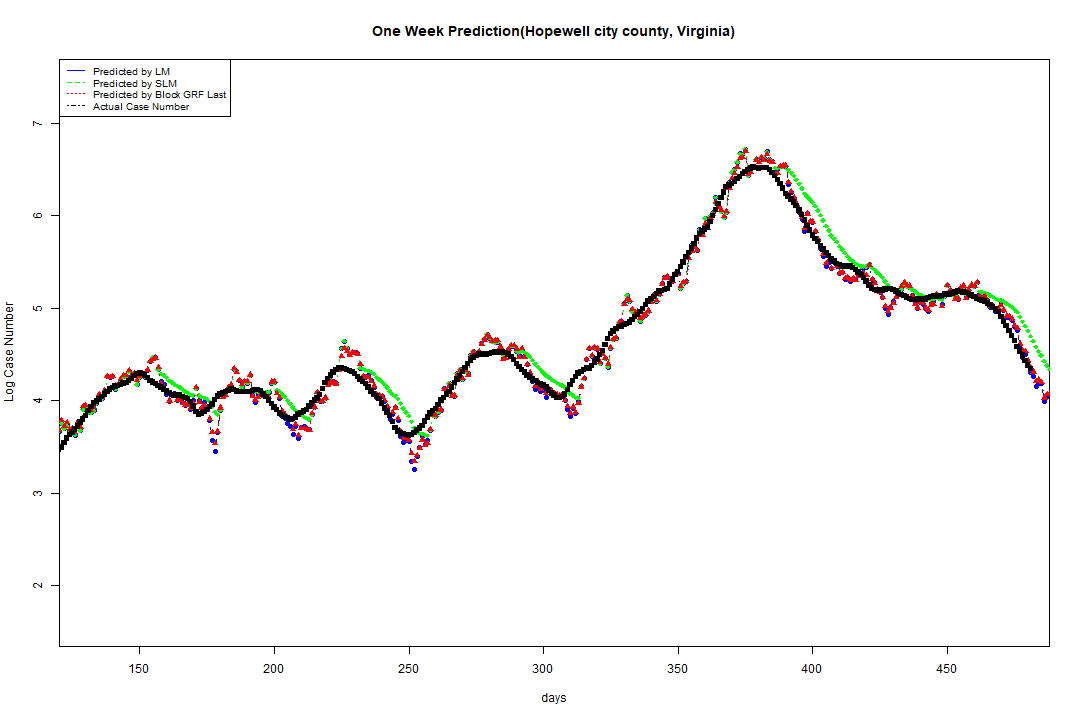 One Week Prediction(Hopewell city county, Virginia)
Predicted by LM
Predicted by SLM
Predicted by Block GRF Last
Actual Case Number
7
6
5
4
3
2
Log Case Number
150 200 250 300 350 400 450
days